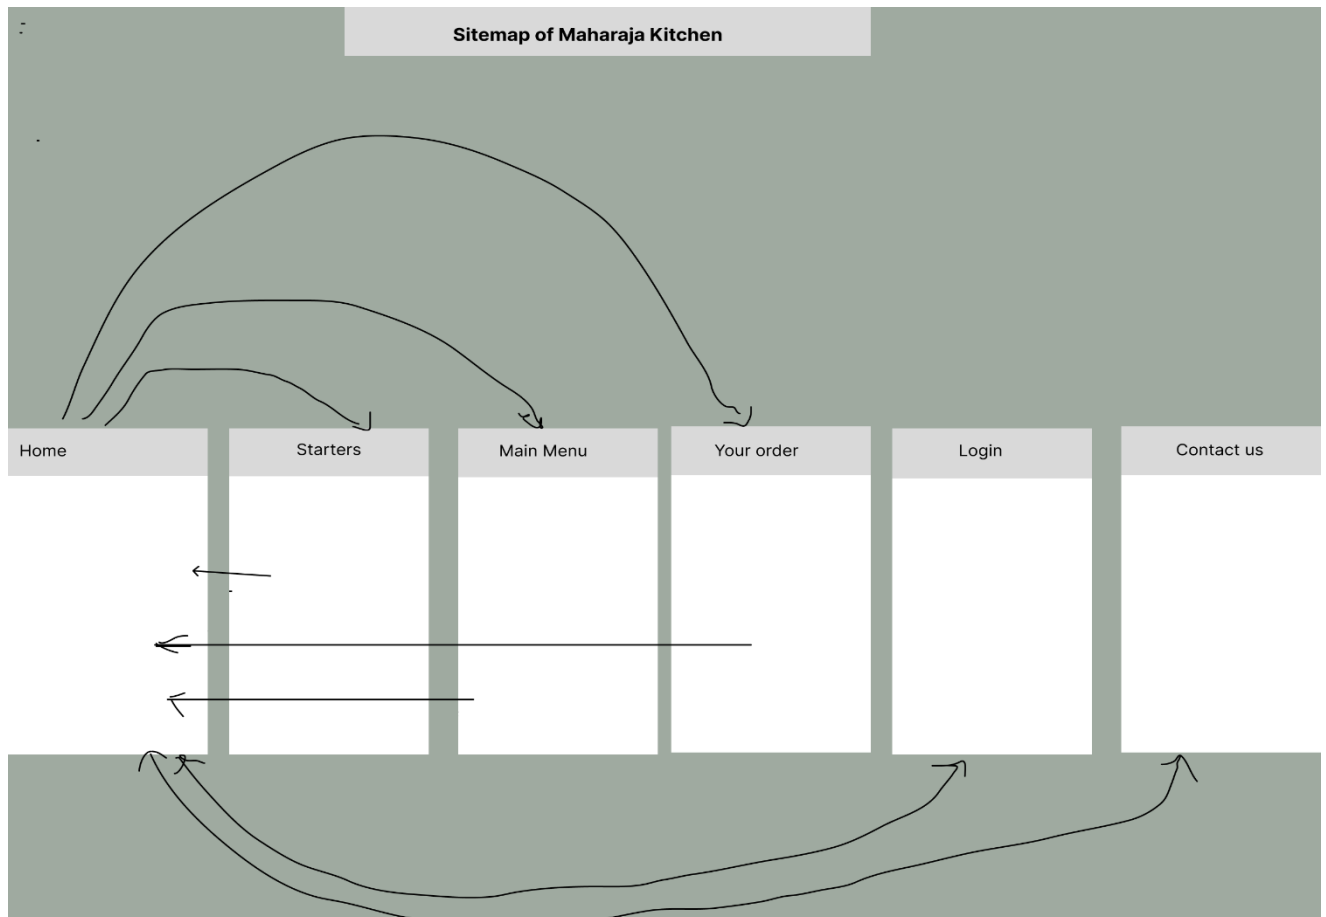 Sitemap of Maharaja Kitchen
Home
Starters
Main Menu
Your order
Login
Contact us